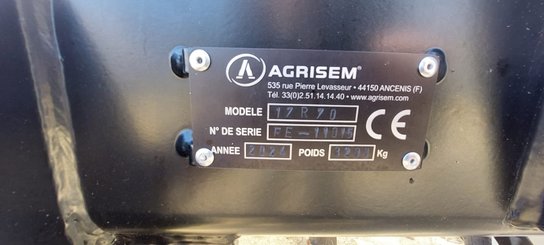 AGRISEM®
535 rue Pierre Levasseur • 44150 ANCENIS (F)
Tél. 33(0)2.51.14.14.40 • www.agrisem.com
MODELE
N° DE SERIE CE
ANNEE 2024 POIDS Kg